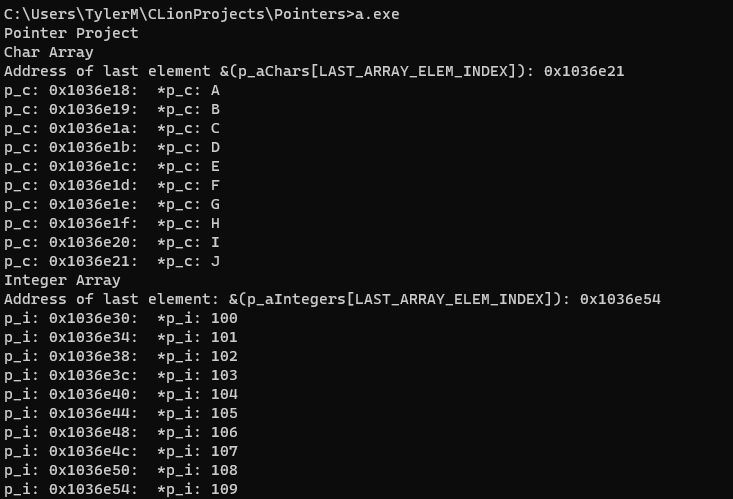 C:\Users\TylerM\CLionProjects\Pointers>a.exe
Pointer Project
Char Array
Address of last element &(p_aChars[LAST_ARRAY_ELEM_INDEX]): 0x1036e21
p_c: 0x1036e18:  *p_c: A
p_c: 0x1036e19:  *p_c: B
p_c: 0x1036e1a:  *p_c: C
p_c: 0x1036e1b:  *p_c: D
p_c: 0x1036e1c:  *p_c: E
p_c: 0x1036e1d:  *p_c: F
p_c: 0x1036e1e:  *p_c: G
p_c: 0x1036e1f:  *p_c: H
p_c: 0x1036e20:  *p_c: I
p_c: 0x1036e21:  *p_c: J
Integer Array
Address of last element: &(p_aIntegers[LAST_ARRAY_ELEM_INDEX]): 0x1036e54
p_i: 0x1036e30:  *p_i: 100
p_i: 0x1036e34:  *p_i: 101
p_i: 0x1036e38:  *p_i: 102
p_i: 0x1036e3c:  *p_i: 103
p_i: 0x1036e40:  *p_i: 104
p_i: 0x1036e44:  *p_i: 105
p_i: 0x1036e48:  *p_i: 106
p_i: 0x1036e4c:  *p_i: 107
p_i: 0x1036e50:  *p_i: 108
p_i: 0x1036e54:  *p_i: 109